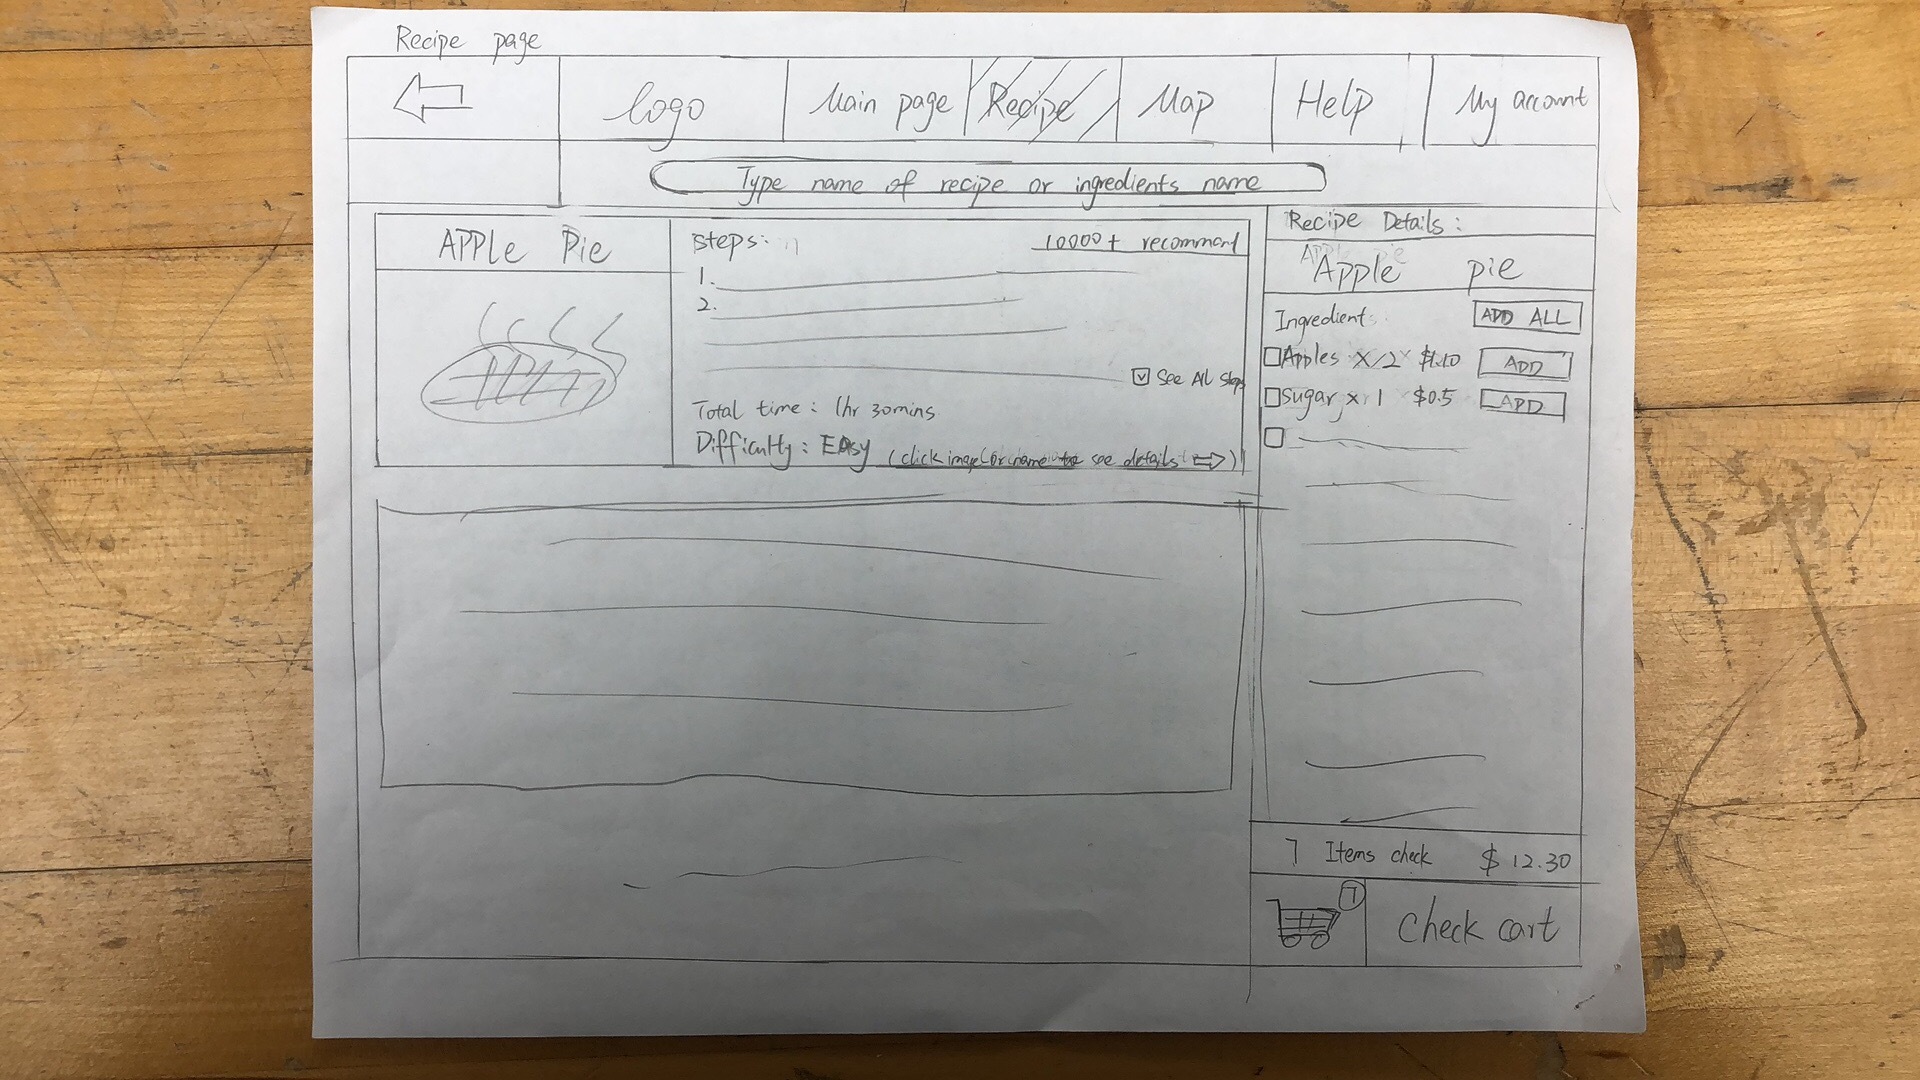 Recipe page
logo
Main page
Recipe
Map
Help
My account
Type name of recipe or ingredients name
APPle Pie
Steps:
10000+ recommend
1.
2.
See All steps
Total time: 1hr 30mins
Difficulty: Easy (click image or name to see details)
Recipe Details:
Apple pie
Ingredient
ADD ALL
Apples x 2 $1.10 ADD
Sugar x 1 $0.5 ADD
7 Items check $12.30
7
Check cart